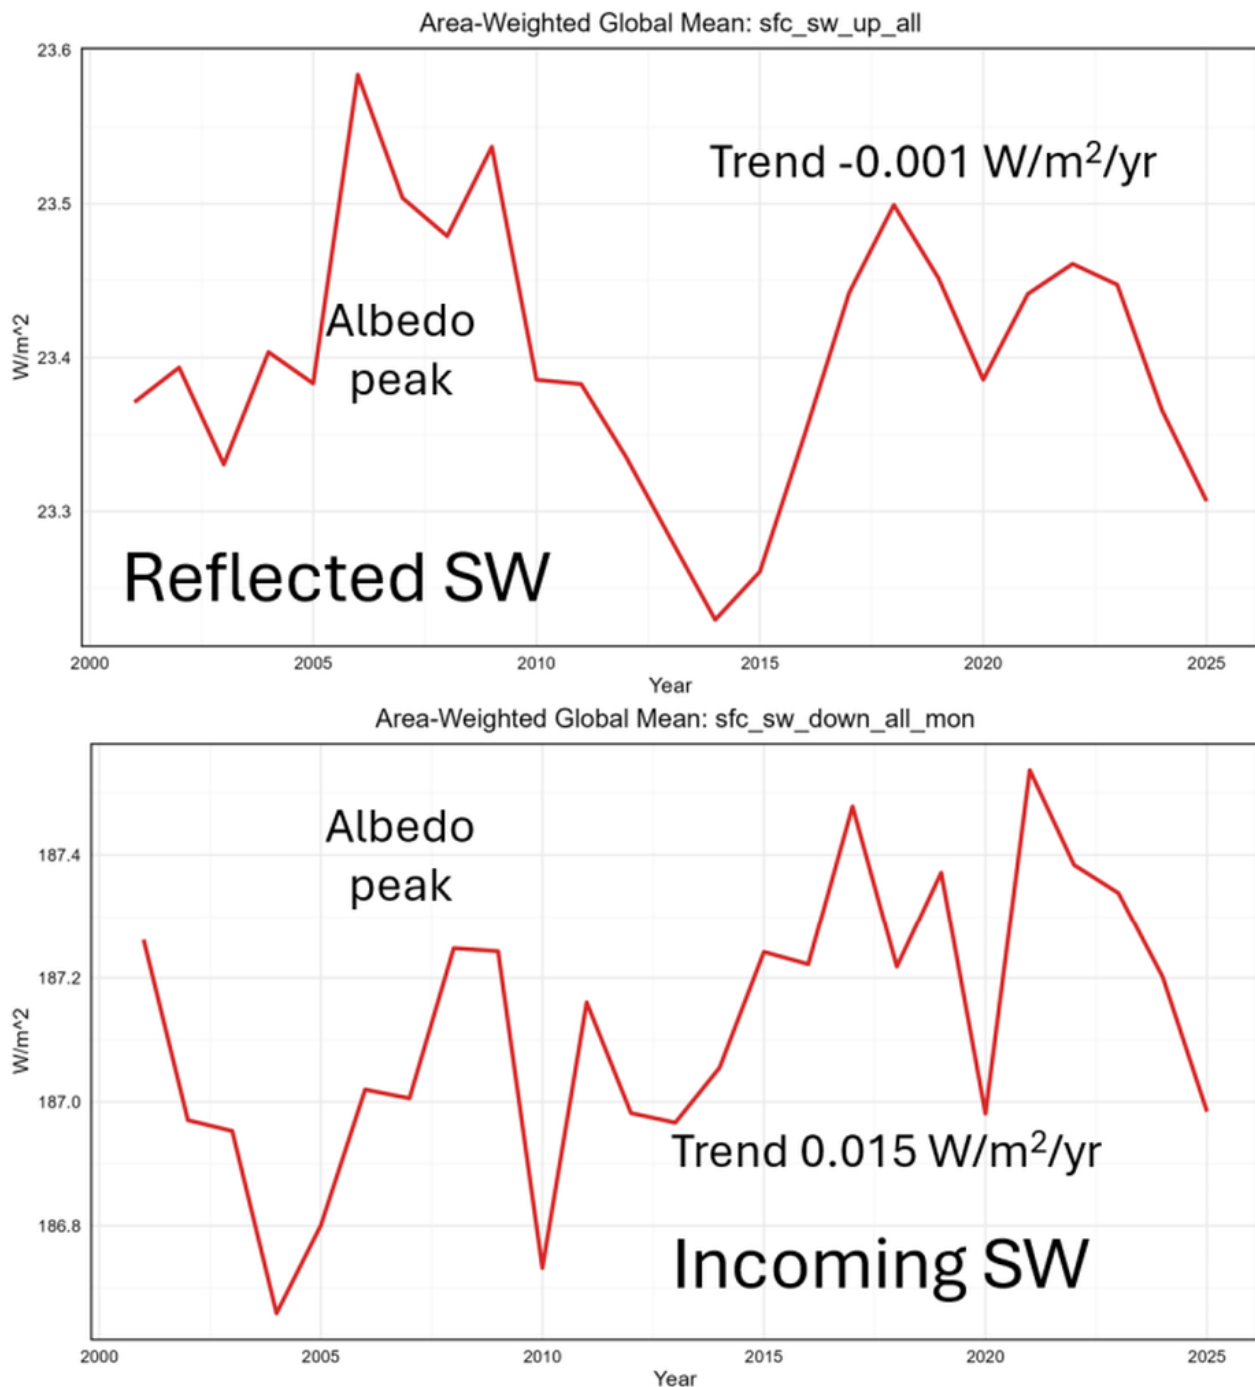 Area-Weighted Global Mean: sfc_sw_up_all
23.6
Trend -0.001 W/m²/yr
23.5
Albedo
peak
W/m^2
23.4
23.3
Reflected SW
2000 2005 2010 2015 2020 2025
Year
Area-Weighted Global Mean: sfc_sw_down_all_mon
Albedo
peak
187.4
187.2
W/m^2
187.0
Trend 0.015 W/m²/yr
186.8
Incoming SW
2000 2005 2010 2015 2020 2025
Year